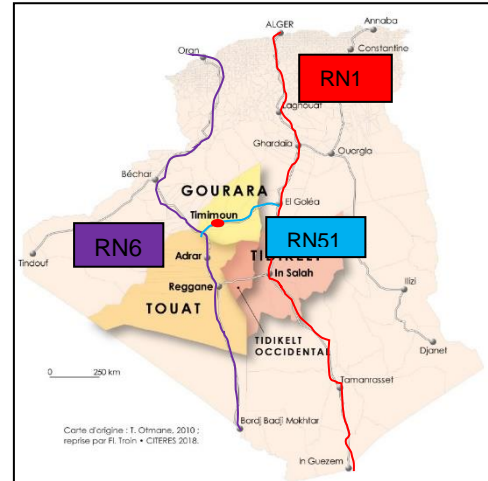 ALGER
Annaba
Oran
Constantine
RN1
Laghouat
Ghardaïa
Ouargla
Béchar
GOURARA
El Goléa
Timimoun
RN6
RN51
Tindouf
Adrar
TIDIKELT
In Salah
Reggane
Illizi
TOUAT
TIDIKELT
OCCIDENTAL
Djanet
0 250 km
Tamanrasset
Bordj Badji Mokhtar
Carte d'origine : T. Otmane, 2010 ;
reprise par Fl. Troin • CITERES 2018.
In Guezem